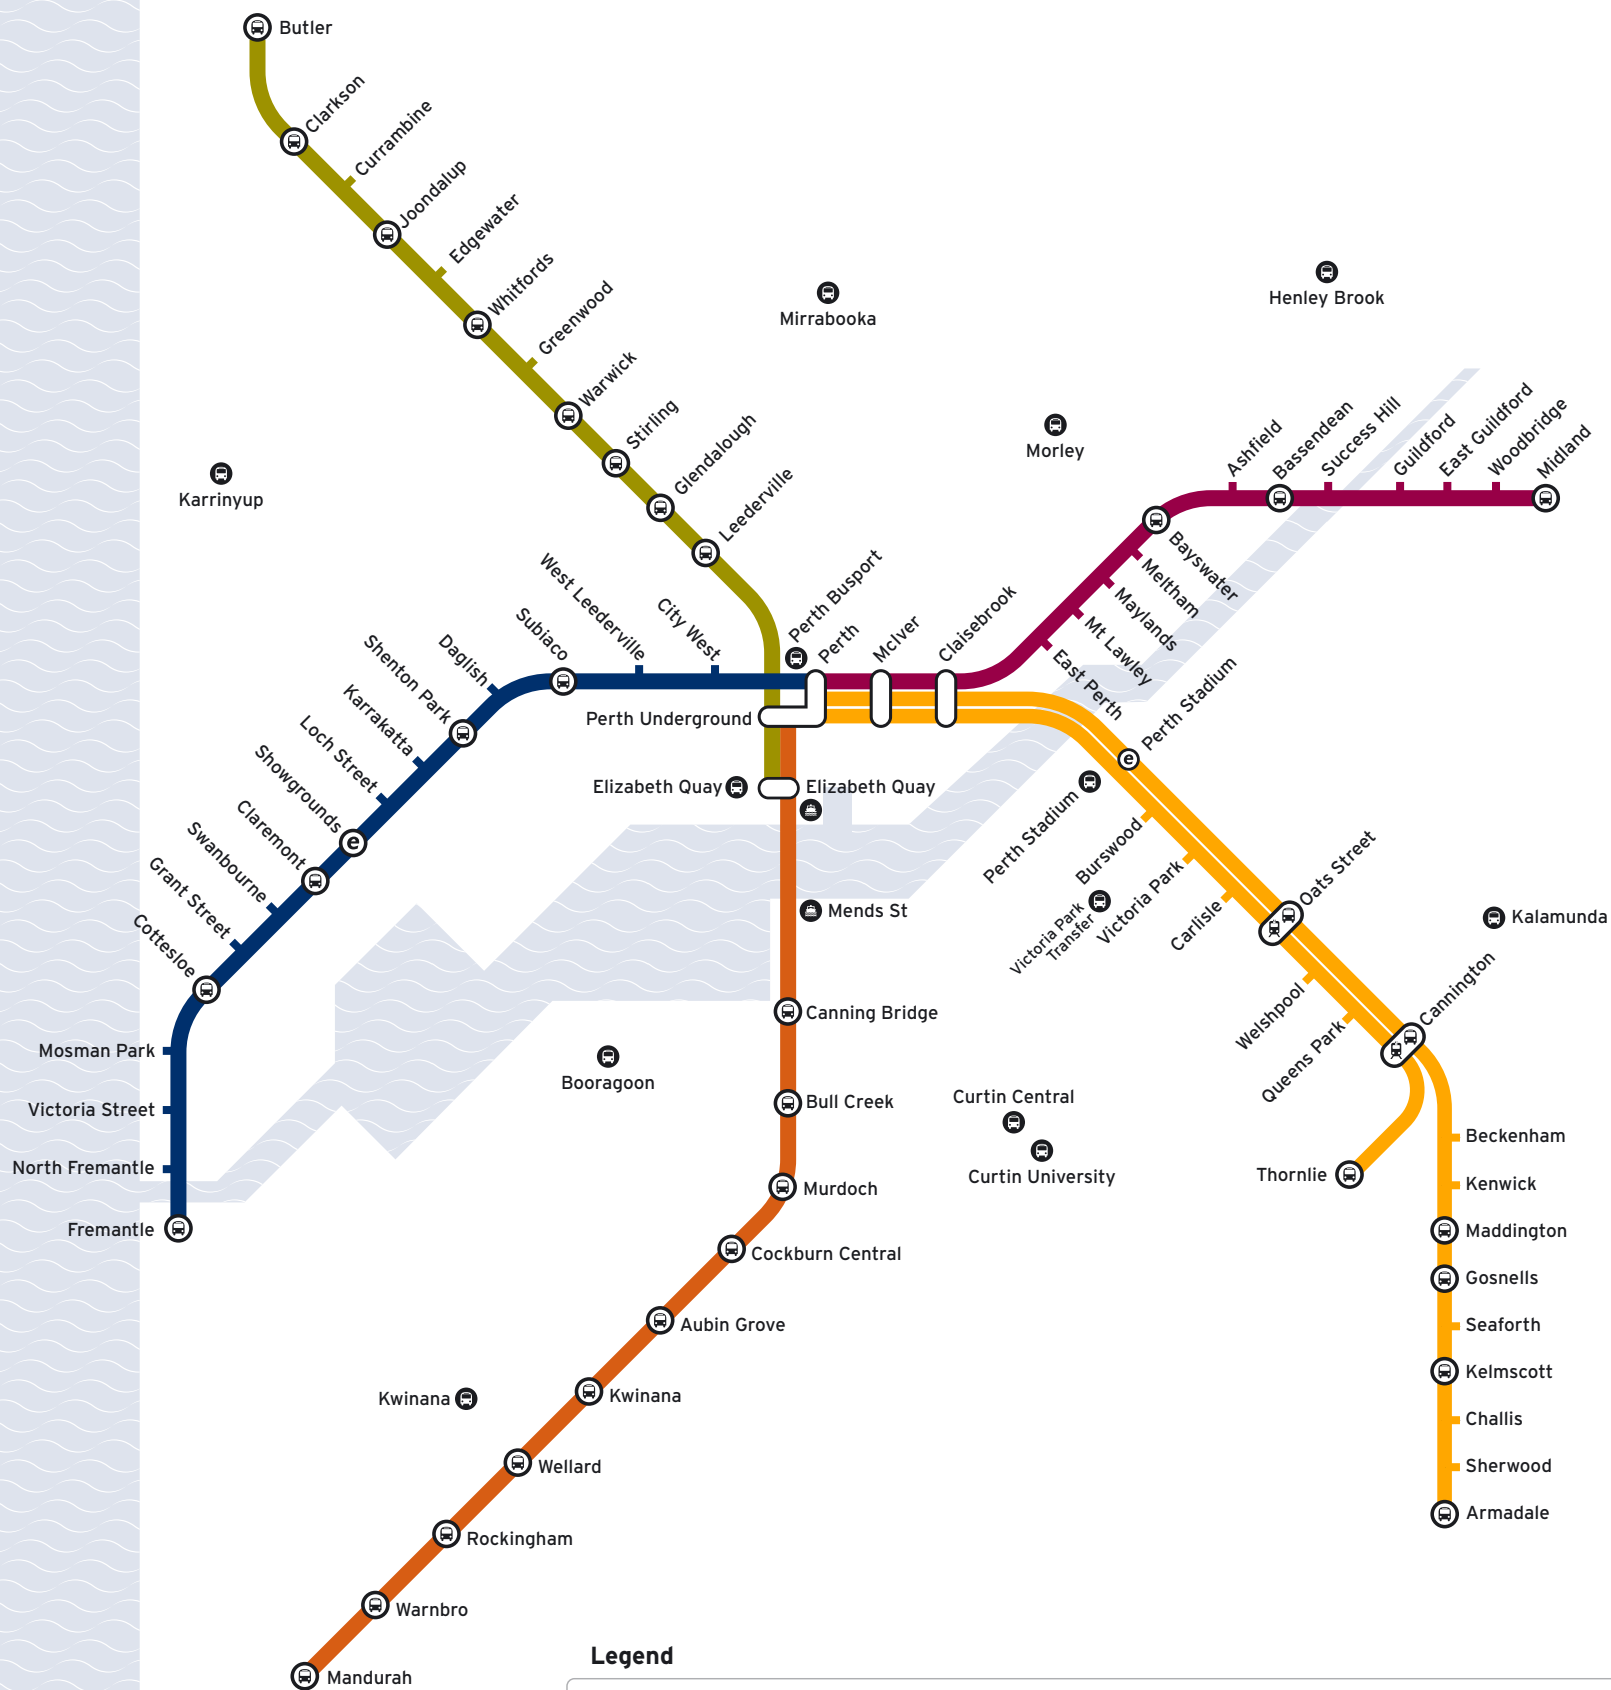 Butler
Clarkson
Currambine
Joondalup
Edgewater
Whitfords
Greenwood
Warwick
Stirling
Glendalough
Leederville
Mirrabooka
Henley Brook
Morley
Karrinyup
Ashfield
Bassendean
Success Hill
Guildford
East Guildford
Woodbridge
Midland
Bayswater
Meltham
Maylands
Mt Lawley
East Perth
Perth Busport
Perth
McIver
Claisebrook
City West
West Leederville
Subiaco
Daglish
Shenton Park
Karrakatta
Loch Street
Showgrounds
e
Claremont
Swanbourne
Grant Street
Cottesloe
Mosman Park
Victoria Street
North Fremantle
Fremantle
Perth Underground
Elizabeth Quay
Elizabeth Quay
Mends St
Canning Bridge
Bull Creek
Murdoch
Cockburn Central
Aubin Grove
Kwinana
Kwinana
Wellard
Rockingham
Warnbro
Mandurah
Booragoon
Perth Stadium
e
Perth Stadium
Burswood
Victoria Park
Transfer
Victoria Park
Carlisle
Oats Street
Welshpool
Queens Park
Cannington
Kalamunda
Curtin Central
Curtin University
Thornlie
Beckenham
Kenwick
Maddington
Gosnells
Seaforth
Kelmscott
Challis
Sherwood
Armadale
Legend